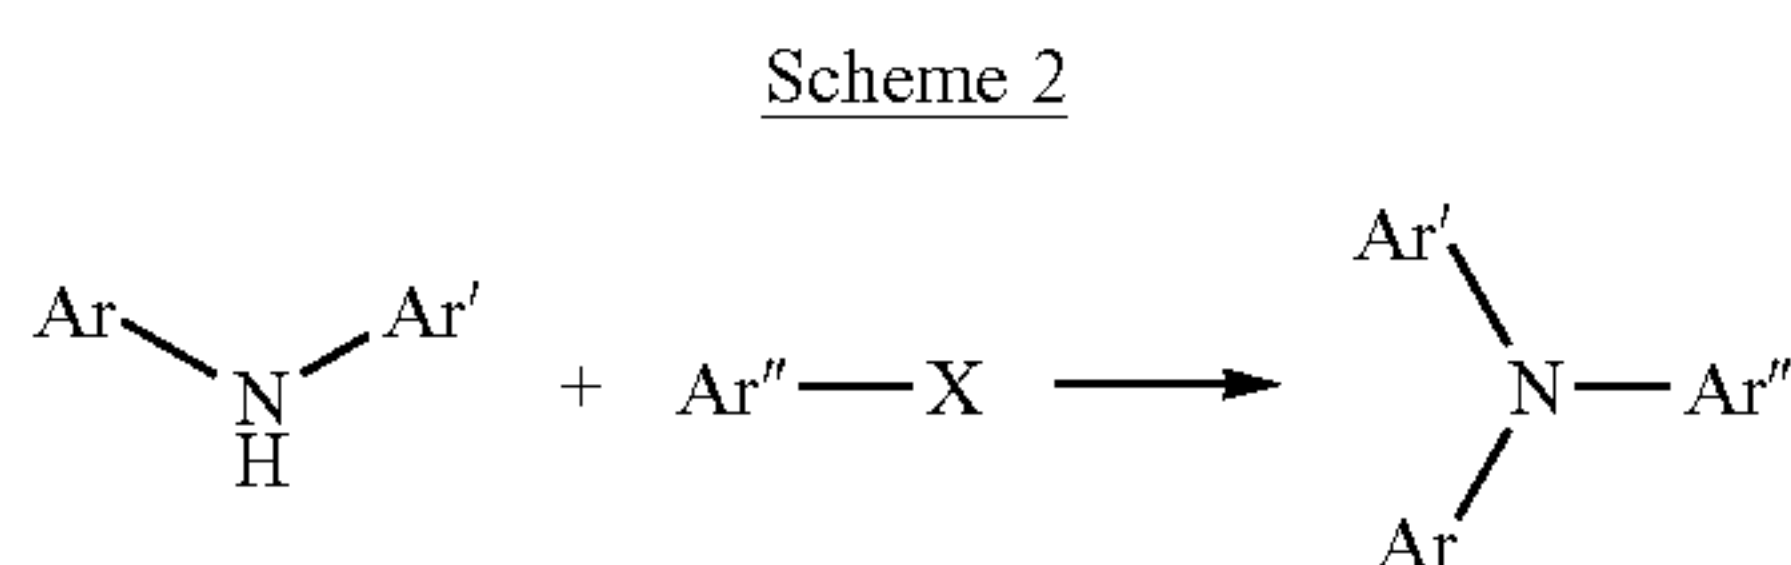 Scheme 2
Ar′
Ar Ar′
N + Ar″ X N Ar″
H
Ar